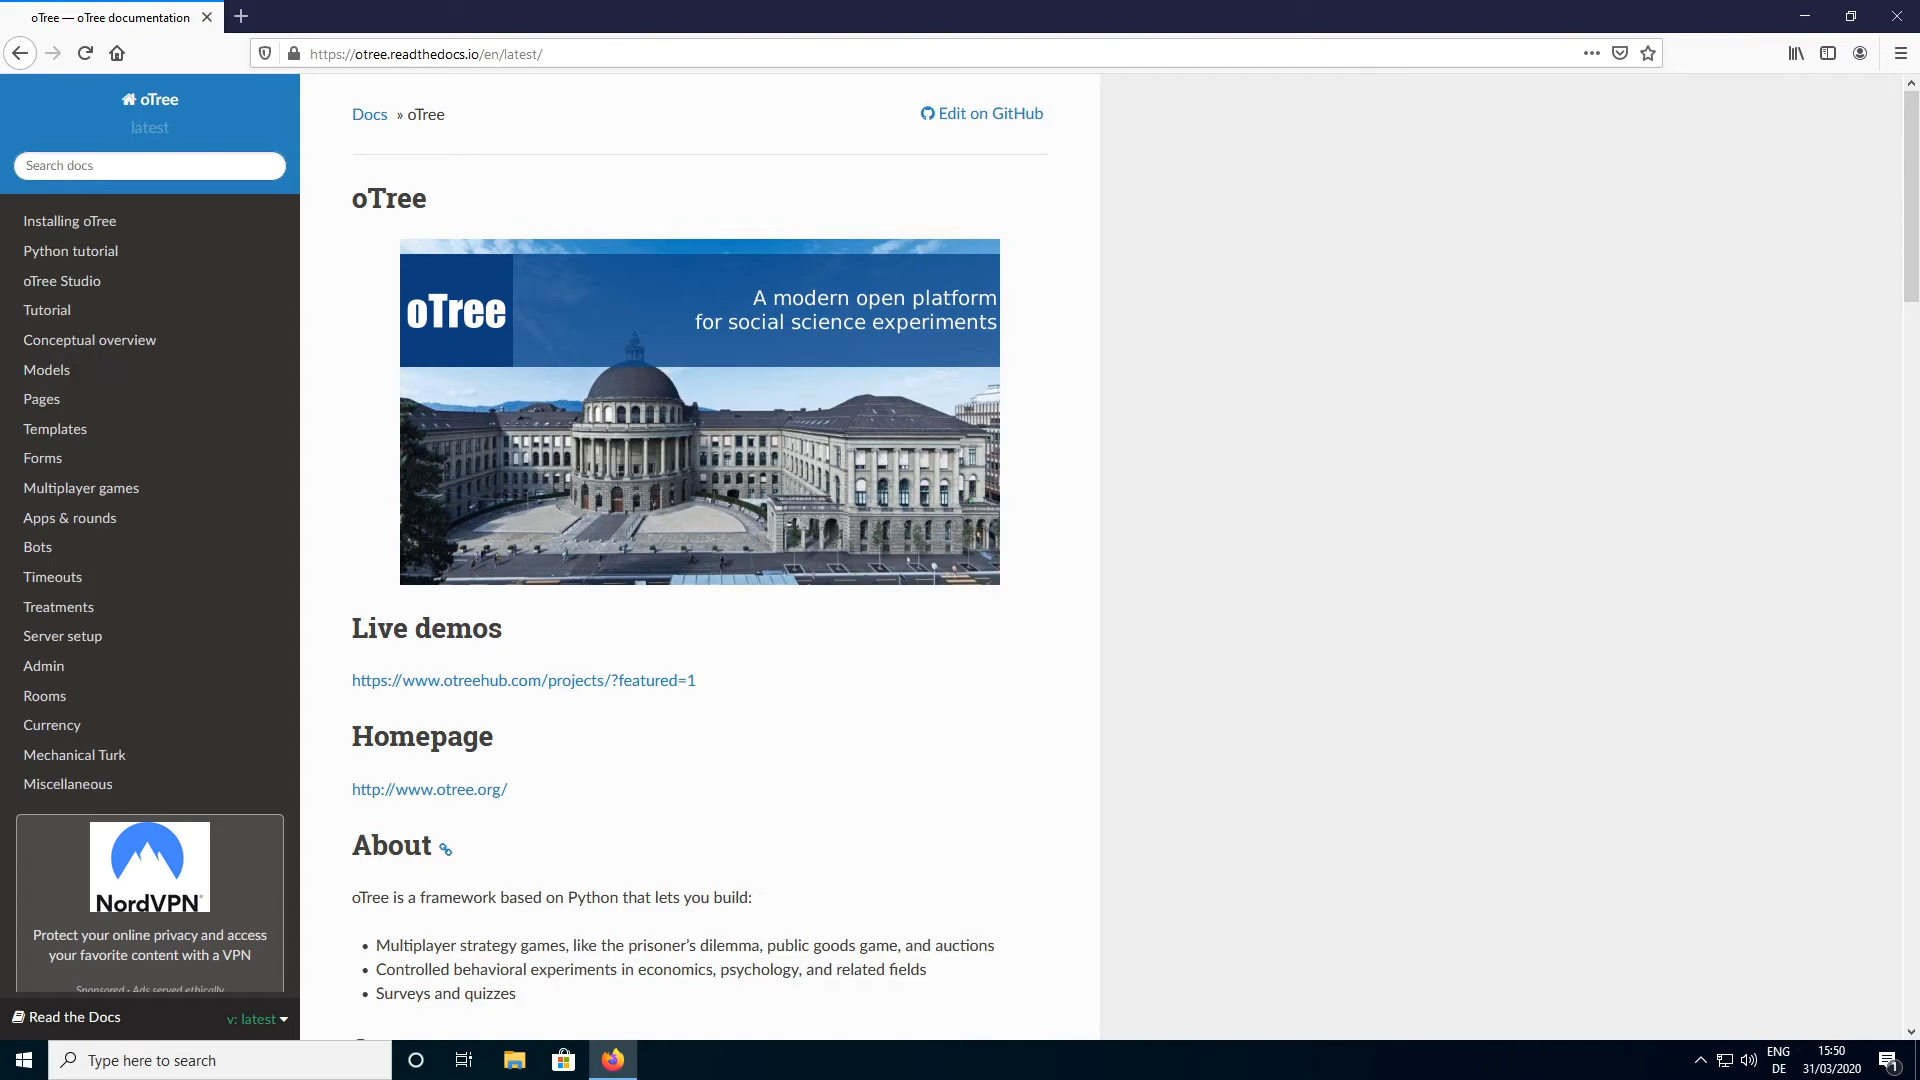 oTree — oTree documentation
https://otree.readthedocs.io/en/latest/
oTree
latest
Search docs
Installing oTree
Python tutorial
oTree Studio
Tutorial
Conceptual overview
Models
Pages
Templates
Forms
Multiplayer games
Apps & rounds
Bots
Timeouts
Treatments
Server setup
Admin
Rooms
Currency
Mechanical Turk
Miscellaneous
NordVPN®
Protect your online privacy and access
your favorite content with a VPN
Sponsored · Ads served ethically
Read the Docs
v: latest
Docs » oTree
Edit on GitHub
oTree
oTree
A modern open platform
for social science experiments
Live demos
https://www.otreehub.com/projects/?featured=1
Homepage
http://www.otree.org/
About
oTree is a framework based on Python that lets you build:
• Multiplayer strategy games, like the prisoner’s dilemma, public goods game, and auctions
• Controlled behavioral experiments in economics, psychology, and related fields
• Surveys and quizzes
Type here to search
ENG
DE
15:50
31/03/2020
1